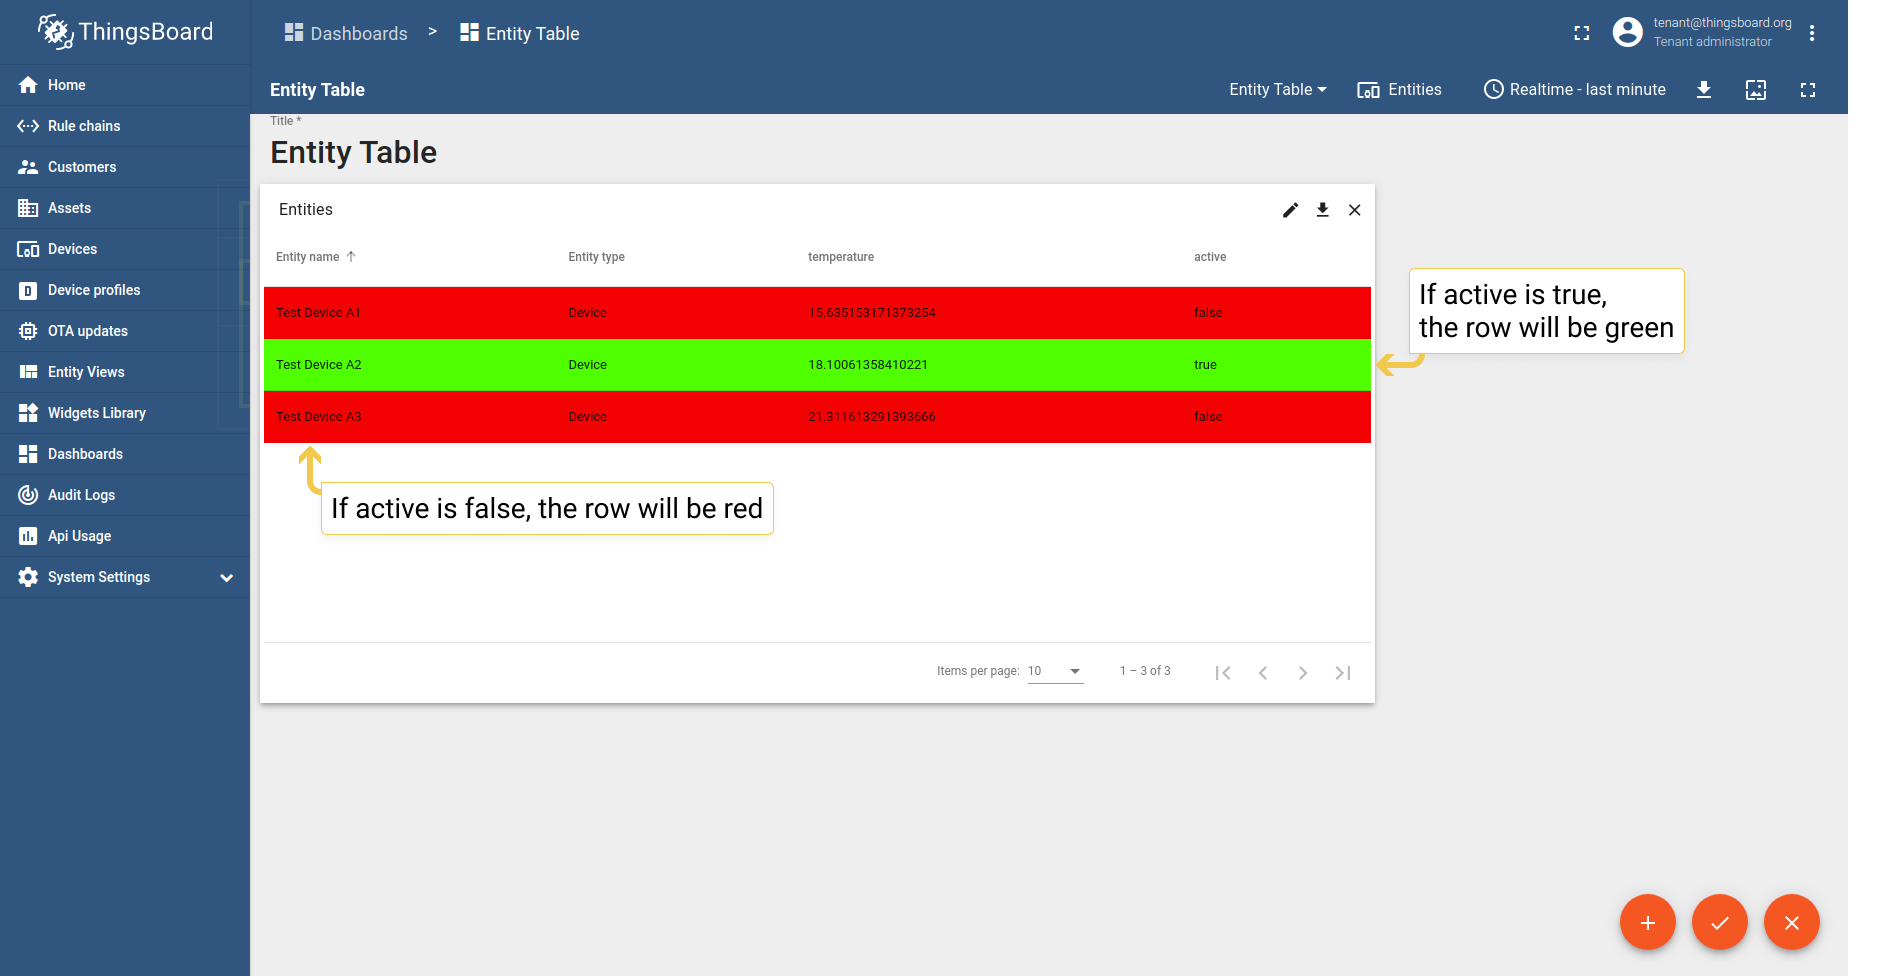 ThingsBoard
Dashboards > Entity Table
tenant@thingsboard.org
Tenant administrator
Home
Rule chains
Customers
Assets
Devices
Device profiles
OTA updates
Entity Views
Widgets Library
Dashboards
Audit Logs
Api Usage
System Settings
Entity Table
Entity Table Entities Realtime - last minute
Title *
Entity Table
Entities
Entity name Entity type temperature active
Test Device A1 Device 15.635153171373254 false
Test Device A2 Device 18.10061358410221 true
Test Device A3 Device 21.311613291393666 false
If active is true,
the row will be green
If active is false, the row will be red
Items per page: 10 1 – 3 of 3